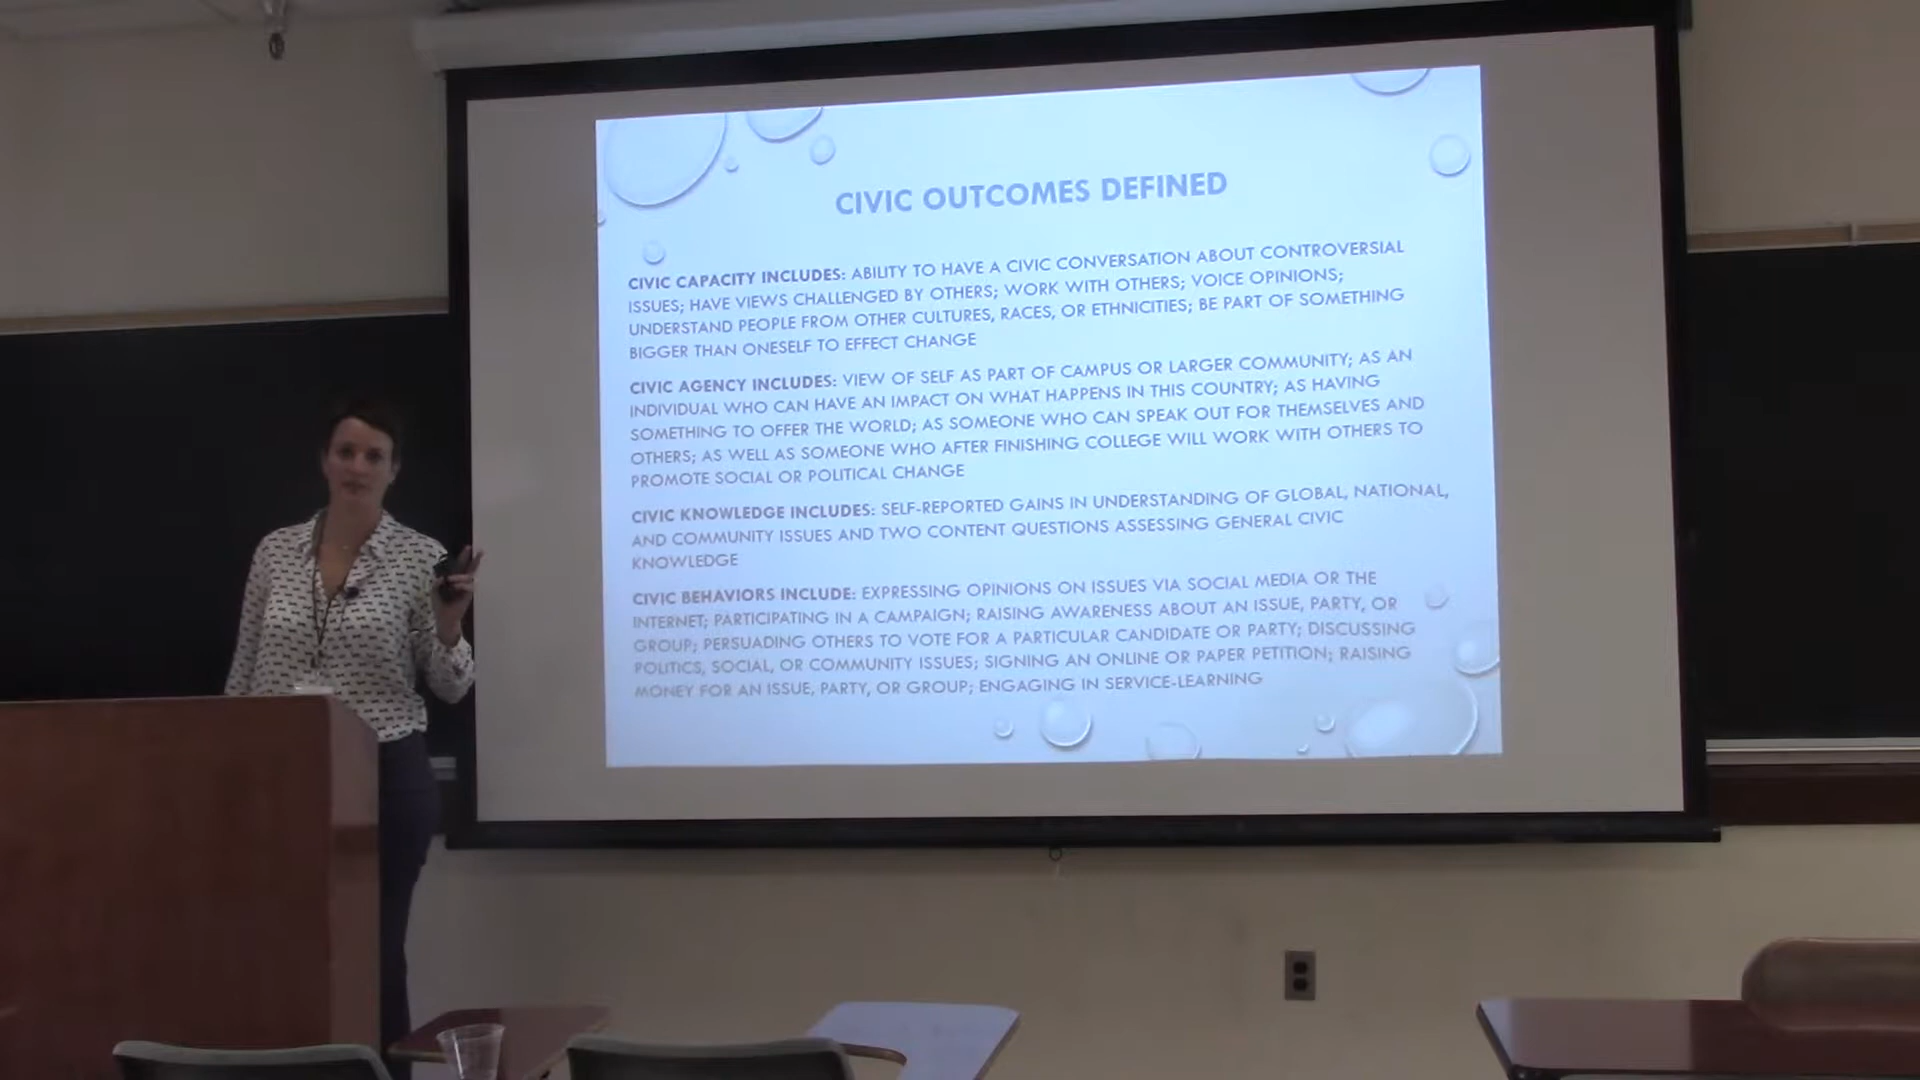 CIVIC OUTCOMES DEFINED
CIVIC CAPACITY INCLUDES: ABILITY TO HAVE A CIVIC CONVERSATION ABOUT CONTROVERSIAL
ISSUES; HAVE VIEWS CHALLENGED BY OTHERS; WORK WITH OTHERS; VOICE OPINIONS;
UNDERSTAND PEOPLE FROM OTHER CULTURES, RACES, OR ETHNICITIES; BE PART OF SOMETHING
BIGGER THAN ONESELF TO EFFECT CHANGE
CIVIC AGENCY INCLUDES: VIEW OF SELF AS PART OF CAMPUS OR LARGER COMMUNITY; AS AN
INDIVIDUAL WHO CAN HAVE AN IMPACT ON WHAT HAPPENS IN THIS COUNTRY; AS HAVING
SOMETHING TO OFFER THE WORLD; AS SOMEONE WHO CAN SPEAK OUT FOR THEMSELVES AND
OTHERS; AS WELL AS SOMEONE WHO AFTER FINISHING COLLEGE WILL WORK WITH OTHERS TO
PROMOTE SOCIAL OR POLITICAL CHANGE
CIVIC KNOWLEDGE INCLUDES: SELF-REPORTED GAINS IN UNDERSTANDING OF GLOBAL, NATIONAL,
AND COMMUNITY ISSUES AND TWO CONTENT QUESTIONS ASSESSING GENERAL CIVIC
KNOWLEDGE
CIVIC BEHAVIORS INCLUDE: EXPRESSING OPINIONS ON ISSUES VIA SOCIAL MEDIA OR THE
INTERNET; PARTICIPATING IN A CAMPAIGN; RAISING AWARENESS ABOUT AN ISSUE, PARTY, OR
GROUP; PERSUADING OTHERS TO VOTE FOR A PARTICULAR CANDIDATE OR PARTY; DISCUSSING
POLITICS, SOCIAL, OR COMMUNITY ISSUES; SIGNING AN ONLINE OR PAPER PETITION; RAISING
MONEY FOR AN ISSUE, PARTY, OR GROUP; ENGAGING IN SERVICE-LEARNING